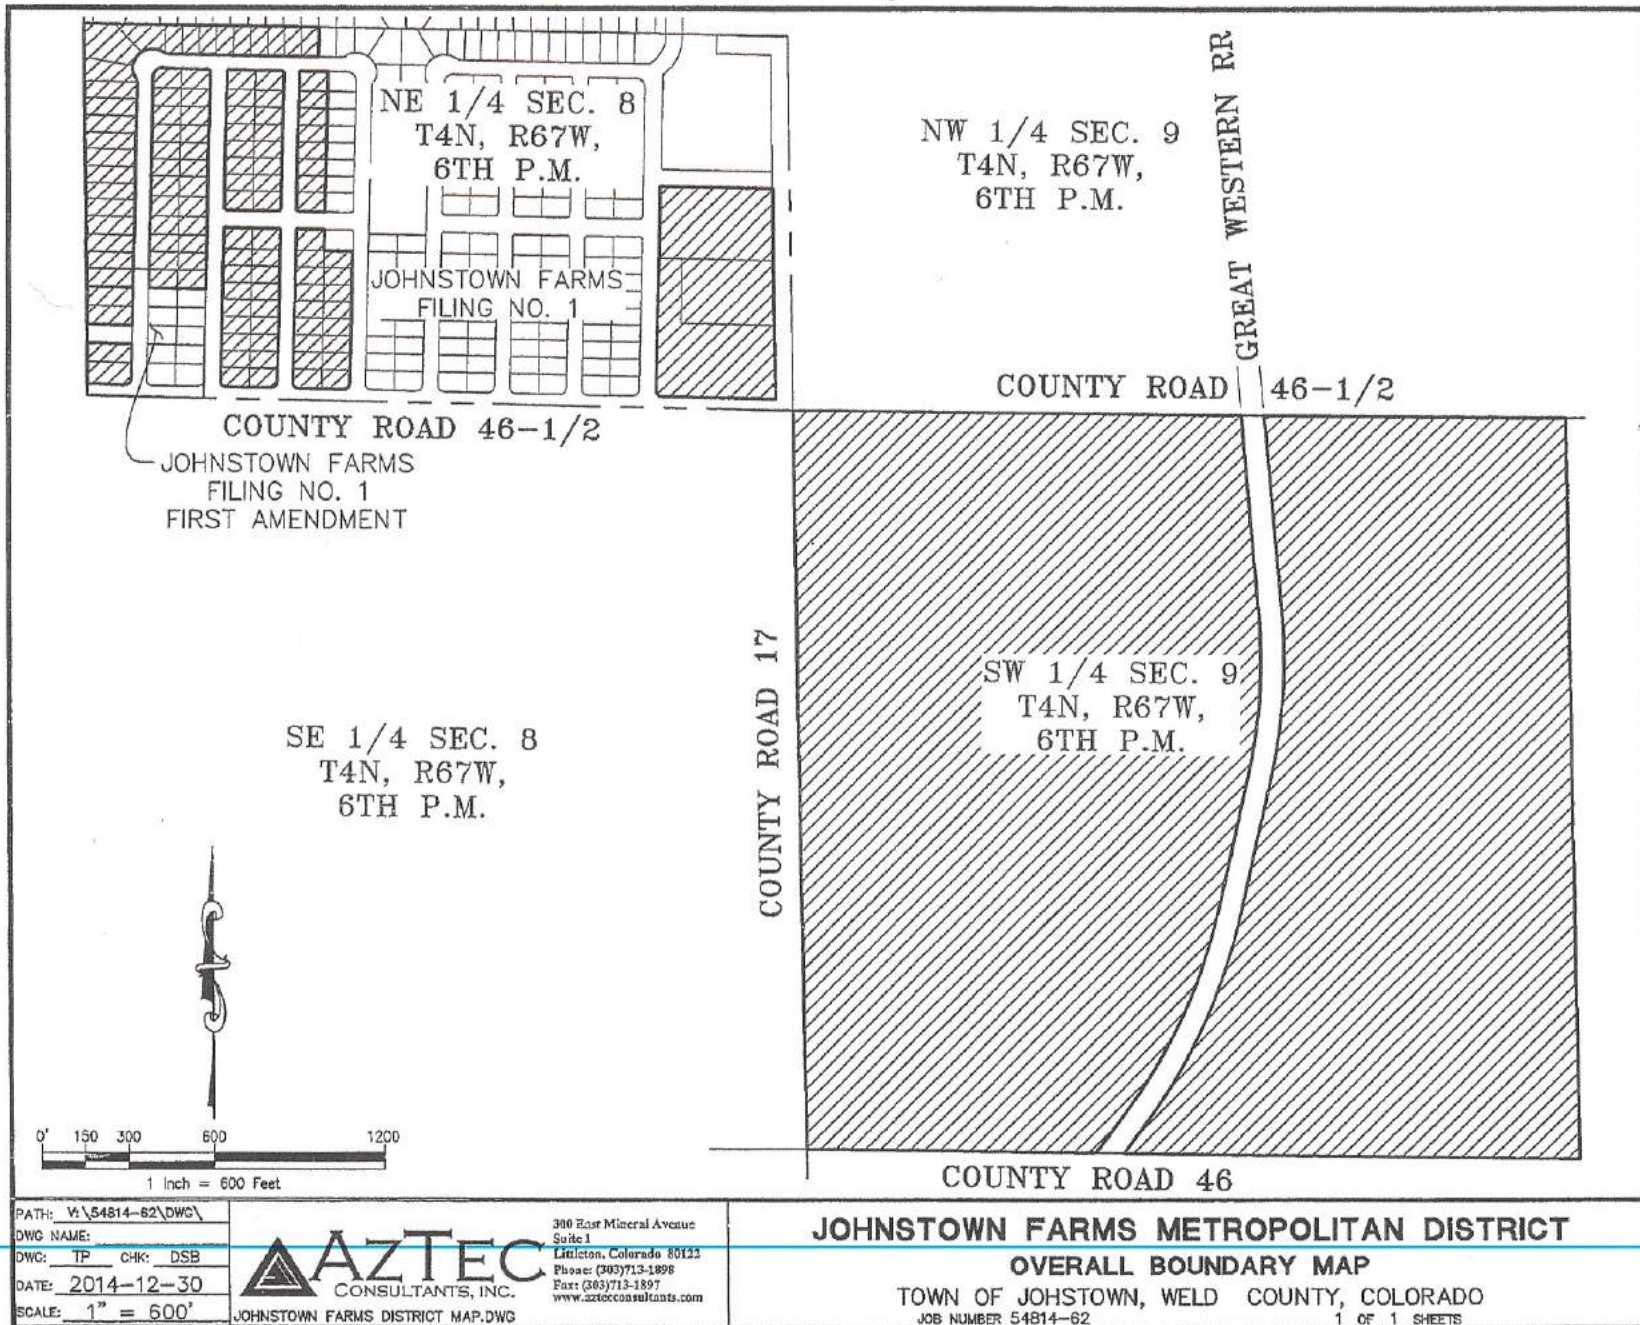 NE 1/4 SEC. 8
T4N, R67W,
6TH P.M.
NW 1/4 SEC. 9
T4N, R67W,
6TH P.M.
GREAT WESTERN RR
JOHNSTOWN FARMS
FILING NO. 1
COUNTY ROAD 46-1/2
COUNTY ROAD 46-1/2
JOHNSTOWN FARMS
FILING NO. 1
FIRST AMENDMENT
COUNTY ROAD 17
SW 1/4 SEC. 9
T4N, R67W,
6TH P.M.
SE 1/4 SEC. 8
T4N, R67W,
6TH P.M.
0' 150 300 600 1200
1 Inch = 600 Feet
COUNTY ROAD 46
PATH: V:\54814-62\DWG\
DWG NAME:
DWG: TP CHK: DSB
DATE: 2014-12-30
SCALE: 1" = 600'
AZTEC
CONSULTANTS, INC.
300 East Mineral Avenue
Suite 1
Littleton, Colorado 80122
Phone: (303)713-1898
Fax: (303)713-1897
www.aztecconsultants.com
JOHNSTOWN FARMS DISTRICT MAP.DWG
JOHNSTOWN FARMS METROPOLITAN DISTRICT
OVERALL BOUNDARY MAP
TOWN OF JOHSTOWN, WELD COUNTY, COLORADO
JOB NUMBER 54814-62 1 OF 1 SHEETS